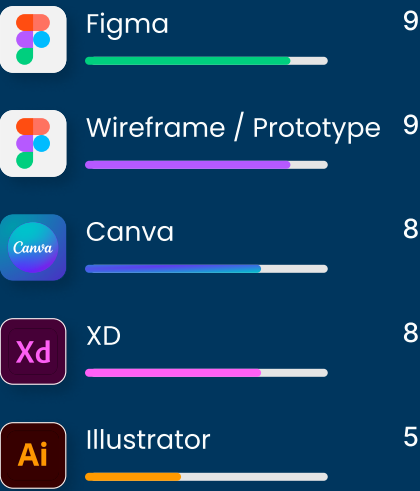 Figma 9
Wireframe / Prototype 9
Canva
Canva 8
Xd
XD 8
Ai
Illustrator 5